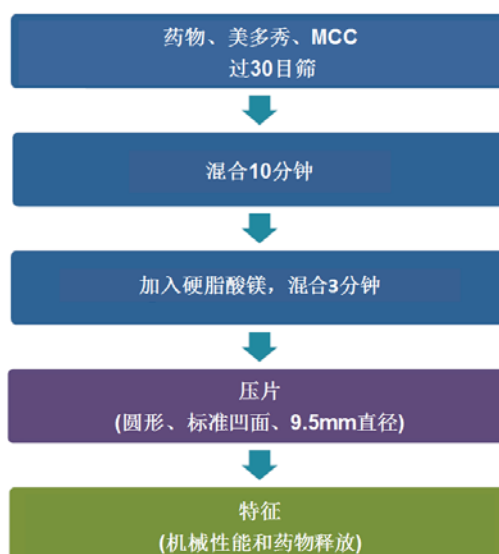 药物、美多秀、MCC
过30目筛
混合10分钟
加入硬脂酸镁，混合3分钟
压片
(圆形、标准凹面、9.5mm直径)
特征
(机械性能和药物释放)